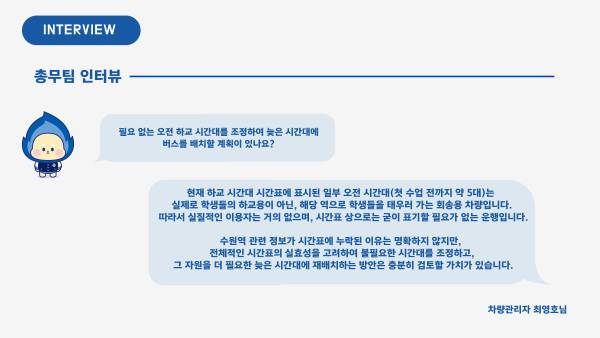 INTERVIEW
총무팀 인터뷰
필요 없는 오전 하교 시간대를 조정하여 늦은 시간대에
버스를 배치할 계획이 있나요?
현재 하교 시간대 시간표에 표시된 일부 오전 시간대(첫 수업 전까지 약 5대)는
실제로 학생들의 하교용이 아닌, 해당 역으로 학생들을 태우러 가는 회송용 차량입니다.
따라서 실질적인 이용자는 거의 없으며, 시간표 상으로는 굳이 표기할 필요가 없는 운행입니다.
수원역 관련 정보가 시간표에 누락된 이유는 명확하지 않지만,
전체적인 시간표의 실효성을 고려하여 불필요한 시간대를 조정하고,
그 자원을 더 필요한 늦은 시간대에 재배치하는 방안은 충분히 검토할 가치가 있습니다.
차량관리자 최영호님